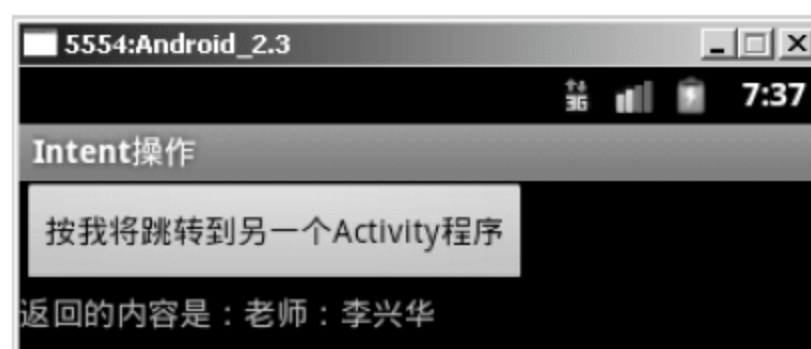 5554:Android_2.3
3G 7:37
Intent操作
按我将跳转到另一个Activity程序
返回的内容是：老师：李兴华